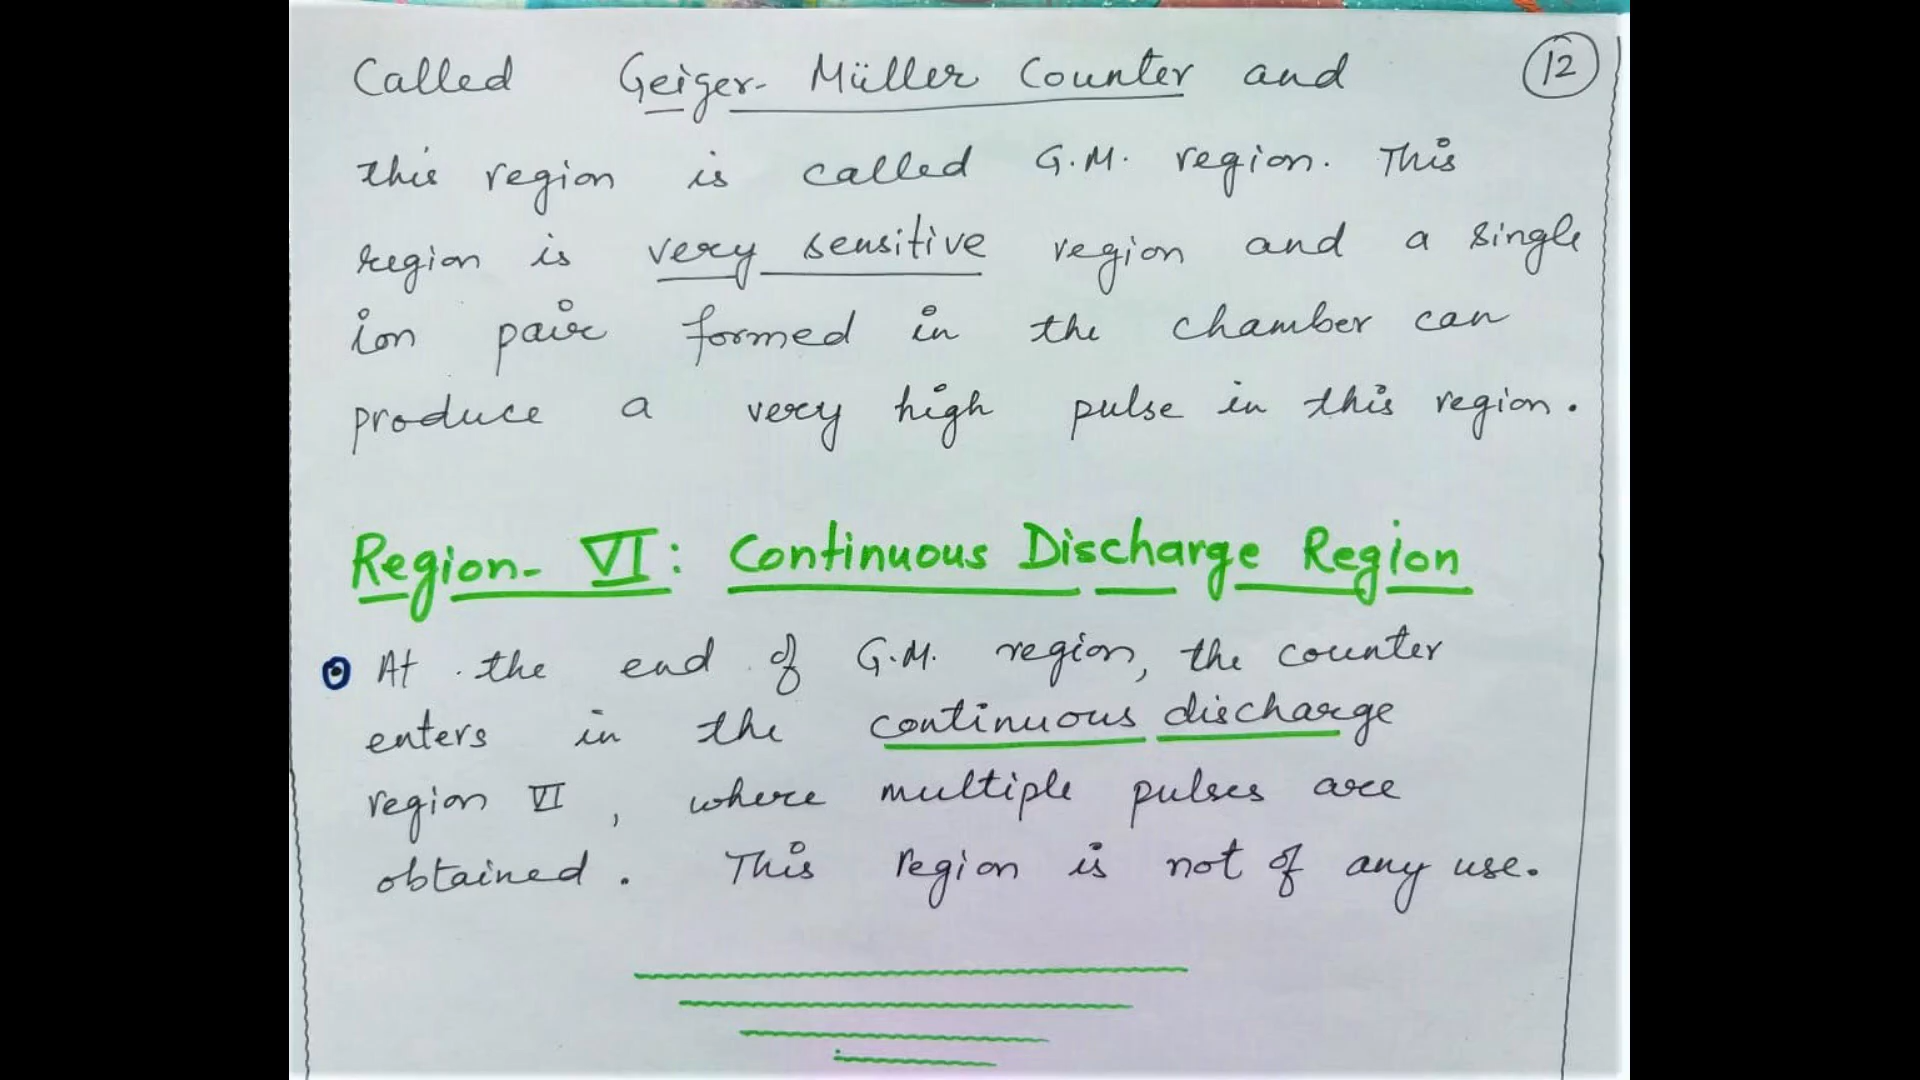 Called Geiger-Müller Counter and
12
this region is called G.M. region. This
region is very sensitive region and a single
ion pair formed in the chamber can
produce a very high pulse in this region.
Region-VI: Continuous Discharge Region
At the end of G.M. region, the counter
enters in the continuous discharge
region VI, where multiple pulses are
obtained. This region is not of any use.